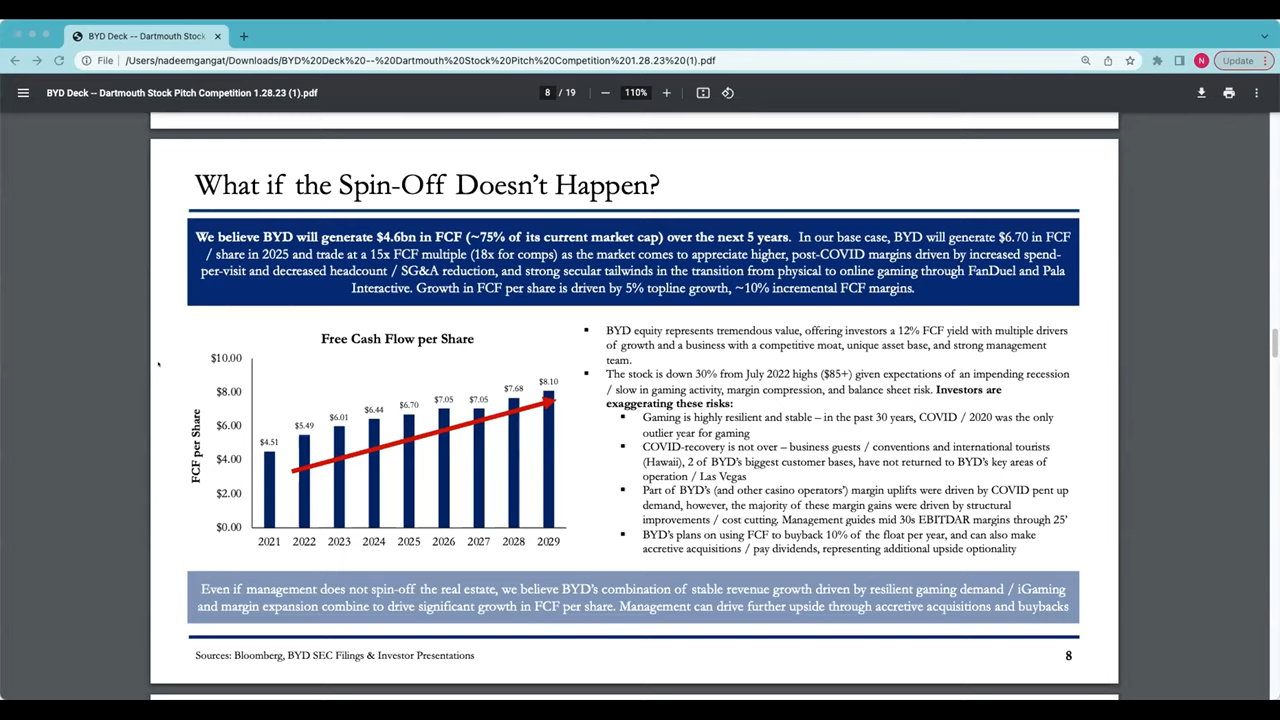 BYD Deck -- Dartmouth Stock
File
/Users/nadeemgangat/Downloads/BYD%20Deck%20--%20Dartmouth%20Stock%20Pitch%20Competition%201.28.23%20(1).pdf
N
Update
BYD Deck -- Dartmouth Stock Pitch Competition 1.28.23 (1).pdf
8 / 19
110%
What if the Spin-Off Doesn't Happen?
We believe BYD will generate $4.6bn in FCF (~75% of its current market cap) over the next 5 years. In our base case, BYD will generate $6.70 in FCF
/ share in 2025 and trade at a 15x FCF multiple (18x for comps) as the market comes to appreciate higher, post-COVID margins driven by increased spend-
per-visit and decreased headcount / SG&A reduction, and strong secular tailwinds in the transition from physical to online gaming through FanDuel and Pala
Interactive. Growth in FCF per share is driven by 5% topline growth, ~10% incremental FCF margins.
Free Cash Flow per Share
FCF per Share
$10.00
$8.00
$6.00
$4.00
$2.00
$0.00
$4.51
$5.49
$6.01
$6.44
$6.70
$7.05
$7.05
$7.68
$8.10
2021 2022 2023 2024 2025 2026 2027 2028 2029
▪ BYD equity represents tremendous value, offering investors a 12% FCF yield with multiple drivers
of growth and a business with a competitive moat, unique asset base, and strong management
team.
▪ The stock is down 30% from July 2022 highs ($85+) given expectations of an impending recession
/ slow in gaming activity, margin compression, and balance sheet risk. Investors are
exaggerating these risks:
▪ Gaming is highly resilient and stable – in the past 30 years, COVID / 2020 was the only
outlier year for gaming
▪ COVID-recovery is not over – business guests / conventions and international tourists
(Hawaii), 2 of BYD's biggest customer bases, have not returned to BYD's key areas of
operation / Las Vegas
▪ Part of BYD's (and other casino operators') margin uplifts were driven by COVID pent up
demand, however, the majority of these margin gains were driven by structural
improvements / cost cutting. Management guides mid 30s EBITDAR margins through 25'
▪ BYD's plans on using FCF to buyback 10% of the float per year, and can also make
accretive acquisitions / pay dividends, representing additional upside optionality
Even if management does not spin-off the real estate, we believe BYD's combination of stable revenue growth driven by resilient gaming demand / iGaming
and margin expansion combine to drive significant growth in FCF per share. Management can drive further upside through accretive acquisitions and buybacks
Sources: Bloomberg, BYD SEC Filings & Investor Presentations
8